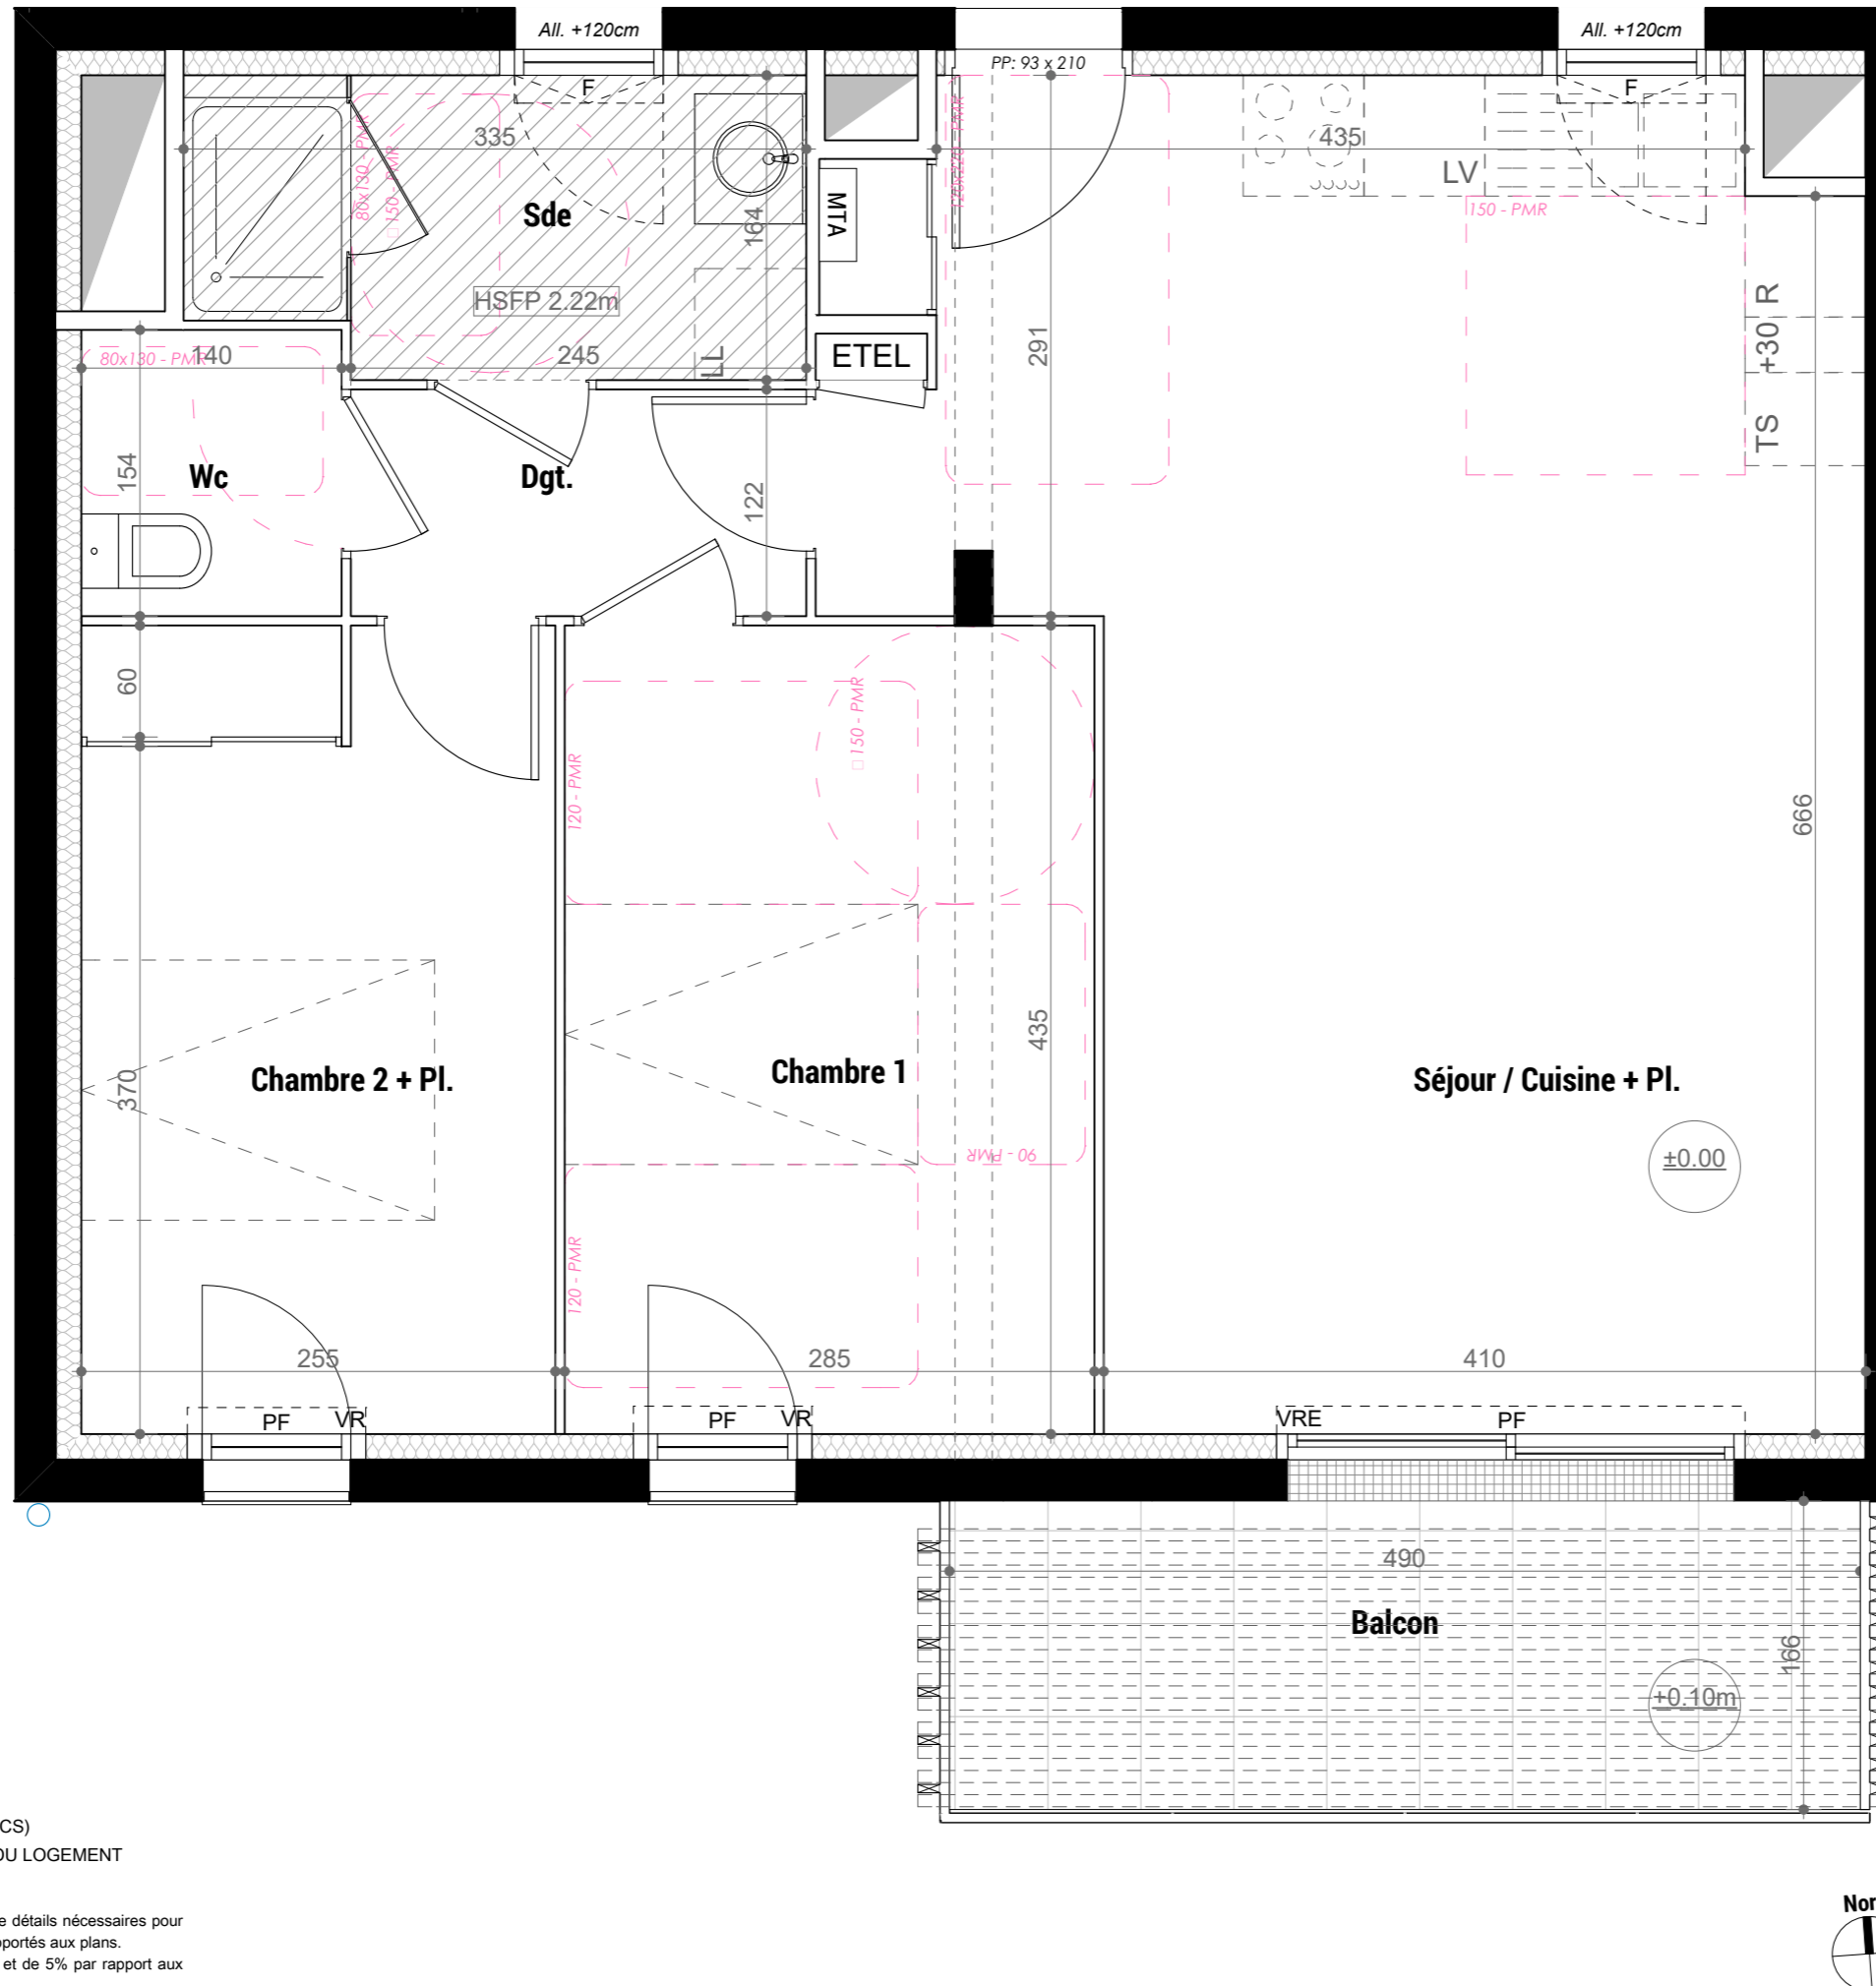 All. +120cm
All. +120cm
PP: 93 x 210
F
F
335
435
80x130 - PMR
□150 - PMR
120x220 - PMR
LV
150 - PMR
Sde
164
MTA
HSFP 2.22m
LL
ETEL
291
R
+30
TS
80x130 - PMR
140
245
154
Wc
Dgt.
122
60
□150 - PMR
120 - PMR
666
370
Chambre 2 + Pl.
Chambre 1
435
Séjour / Cuisine + Pl.
90 - PMR
±0.00
120 - PMR
255
285
410
PF
VR
PF
VR
VRE
PF
490
Balcon
166
+0.10m
CS)
OU LOGEMENT
e détails nécessaires pour
pportés aux plans.
et de 5% par rapport aux
Nor